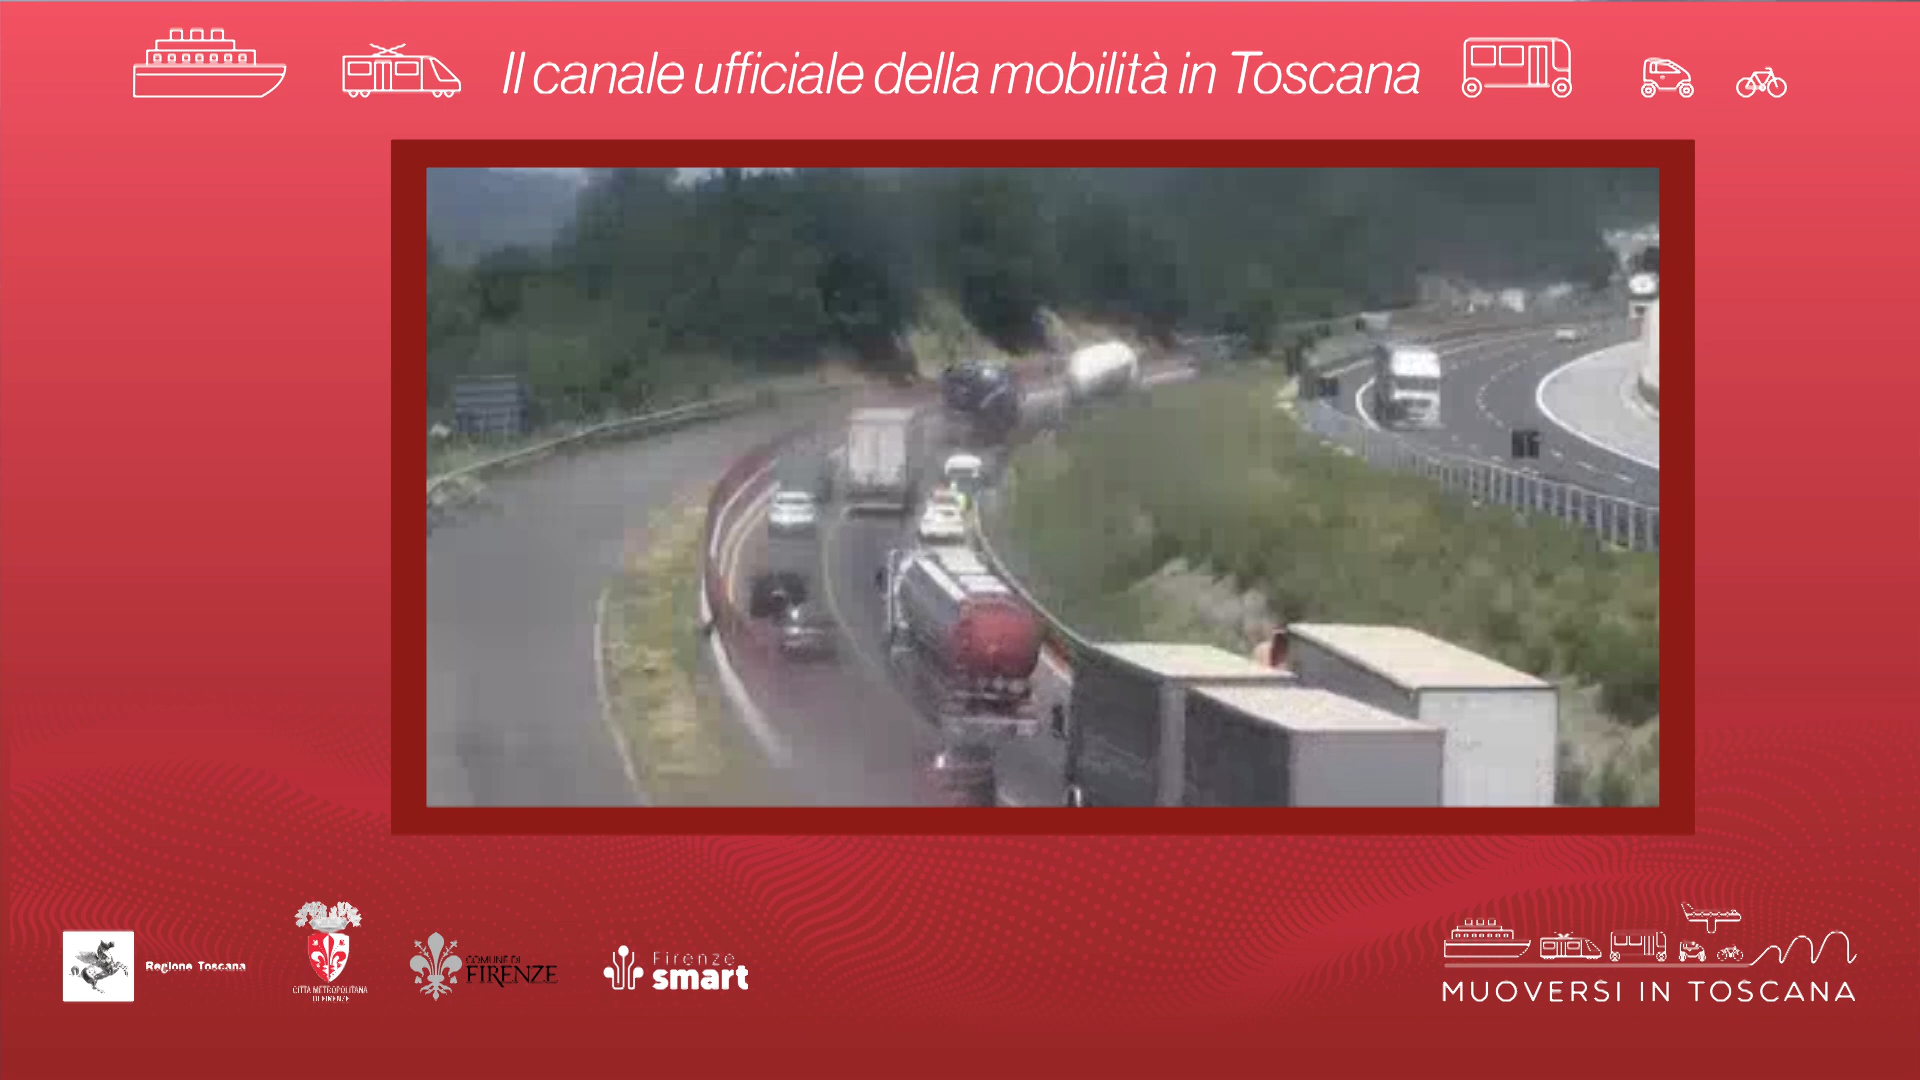 Il canale ufficiale della mobilità in Toscana
Regione Toscana
CITTÀ METROPOLITANA
DI FIRENZE
COMUNE DI
FIRENZE
Firenze
smart
MUOVERSI IN TOSCANA